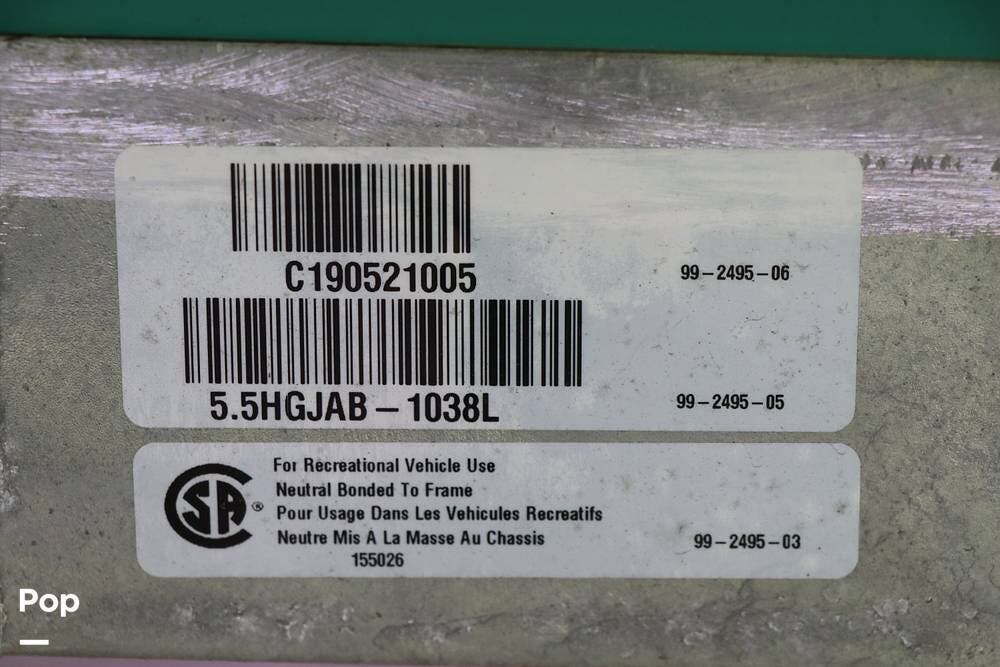 C190521005
99-2495-06
5.5HGJAB-1038L
99-2495-05
SA ®
For Recreational Vehicle Use
Neutral Bonded To Frame
Pour Usage Dans Les Vehicules Recreatifs
Neutre Mis A La Masse Au Chassis
155026
99-2495-03
Pop